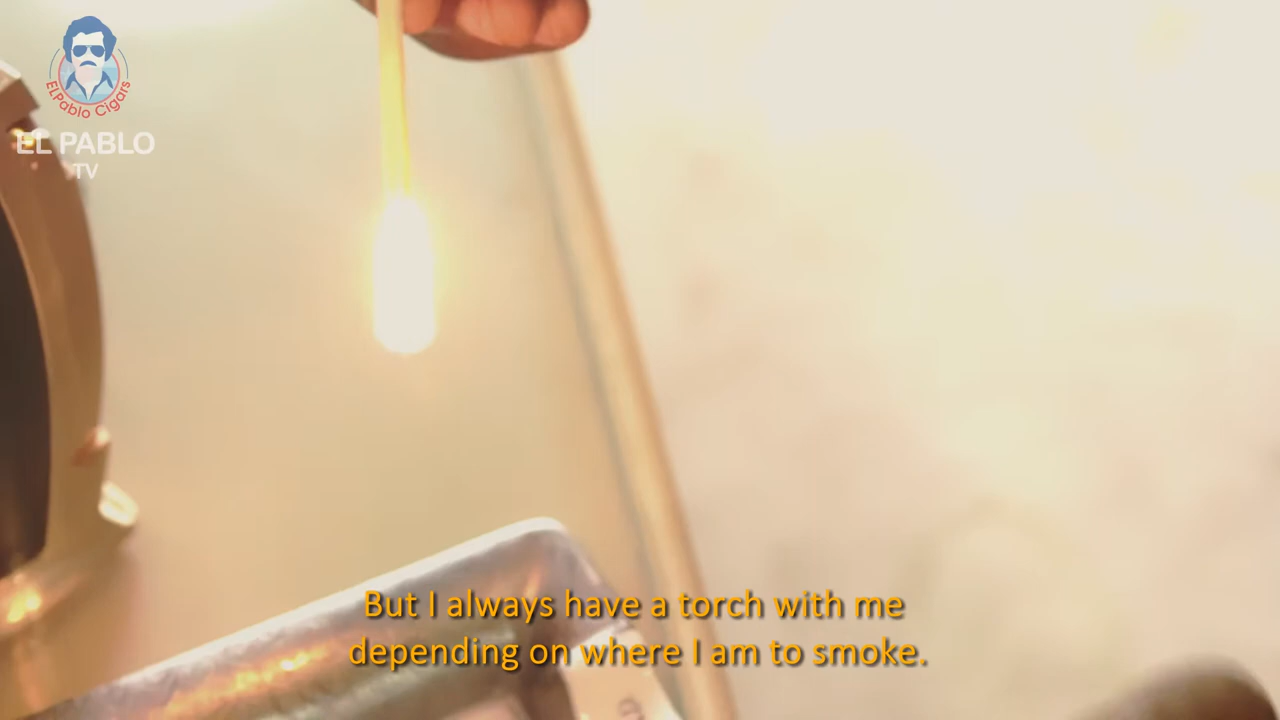 ELPablo Cigars
EL PABLO
TV
But I always have a torch with me
depending on where I am to smoke.